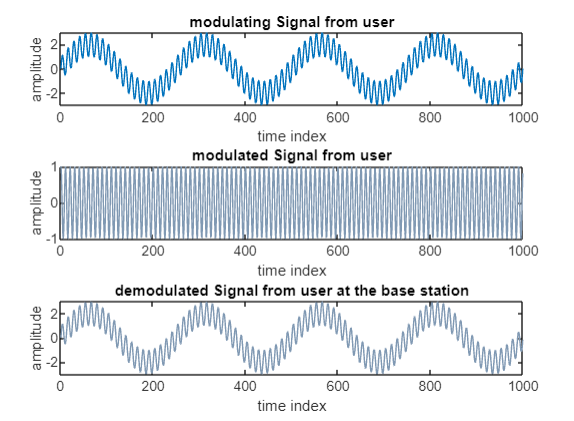 modulating Signal from user
amplitude
2
0
-2
0 200 400 600 800 1000
time index
modulated Signal from user
amplitude
1
0
-1
0 200 400 600 800 1000
time index
demodulated Signal from user at the base station
amplitude
2
0
-2
0 200 400 600 800 1000
time index